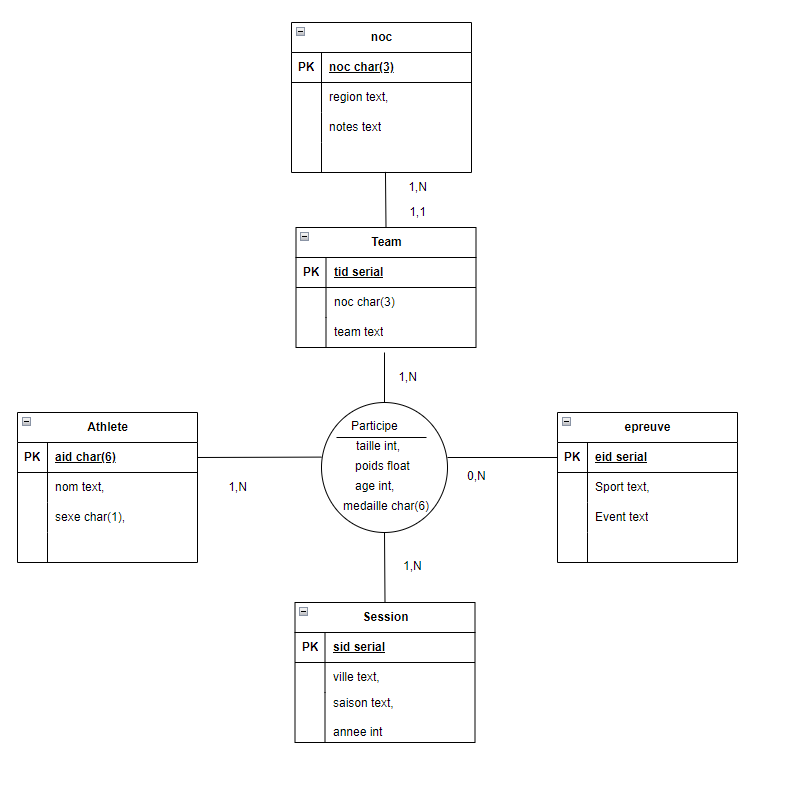 noc
PK noc char(3)
region text,
notes text
1,N
1,1
Team
PK tid serial
noc char(3)
team text
1,N
Athlete
PK aid char(6)
nom text,
sexe char(1),
1,N
Participe
taille int,
poids float
age int,
medaille char(6)
0,N
epreuve
PK eid serial
Sport text,
Event text
1,N
Session
PK sid serial
ville text,
saison text,
annee int